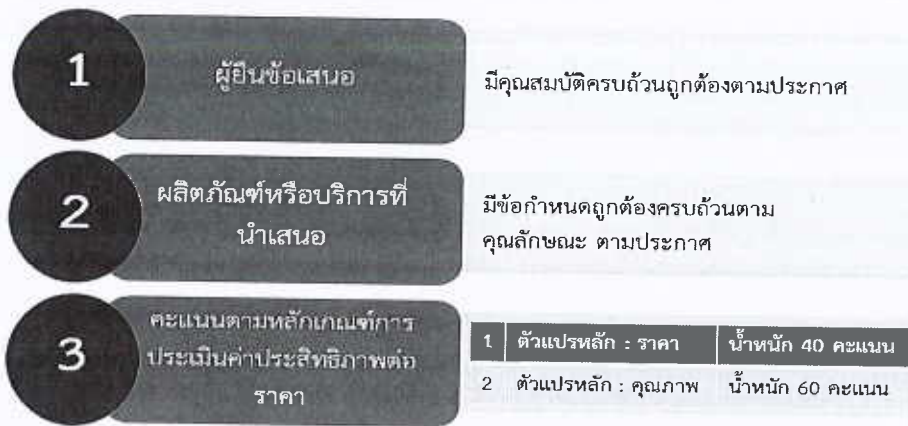 1
ผู้ยื่นข้อเสนอ
มีคุณสมบัติครบถ้วนถูกต้องตามประกาศ
2
ผลิตภัณฑ์หรือบริการที่
นำเสนอ
มีข้อกำหนดถูกต้องครบถ้วนตาม
คุณลักษณะ ตามประกาศ
3
คะแนนตามหลักเกณฑ์การ
ประเมินค่าประสิทธิภาพต่อ
ราคา
1 ตัวแปรหลัก : ราคา น้ำหนัก 40 คะแนน
2 ตัวแปรหลัก : คุณภาพ น้ำหนัก 60 คะแนน